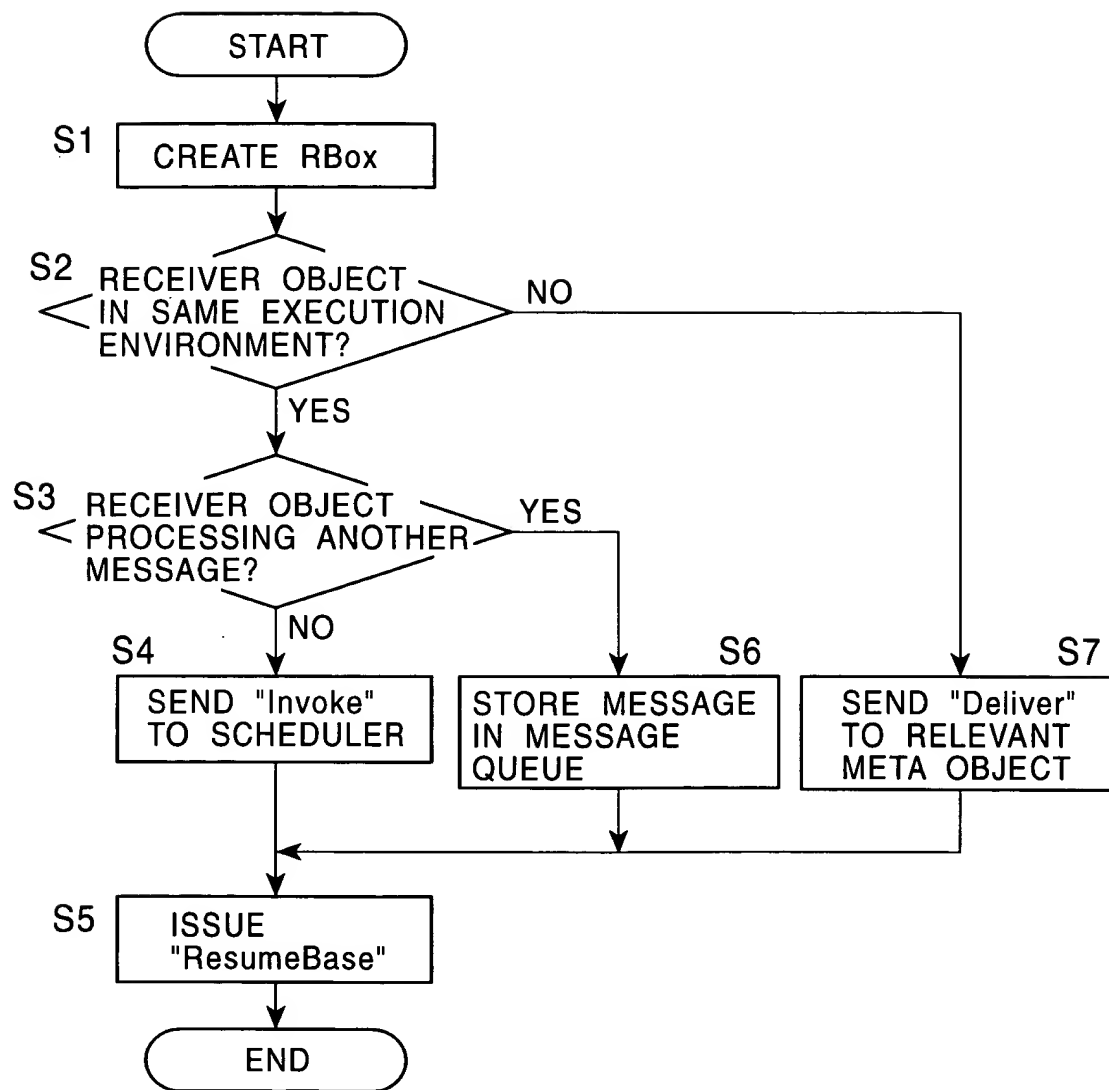 START
S1
CREATE RBox
S2
RECEIVER OBJECT
IN SAME EXECUTION
ENVIRONMENT?
NO
YES
S3
RECEIVER OBJECT
PROCESSING ANOTHER
MESSAGE?
YES
NO
S4
SEND "Invoke"
TO SCHEDULER
S6
STORE MESSAGE
IN MESSAGE
QUEUE
S7
SEND "Deliver"
TO RELEVANT
META OBJECT
S5
ISSUE
"ResumeBase"
END